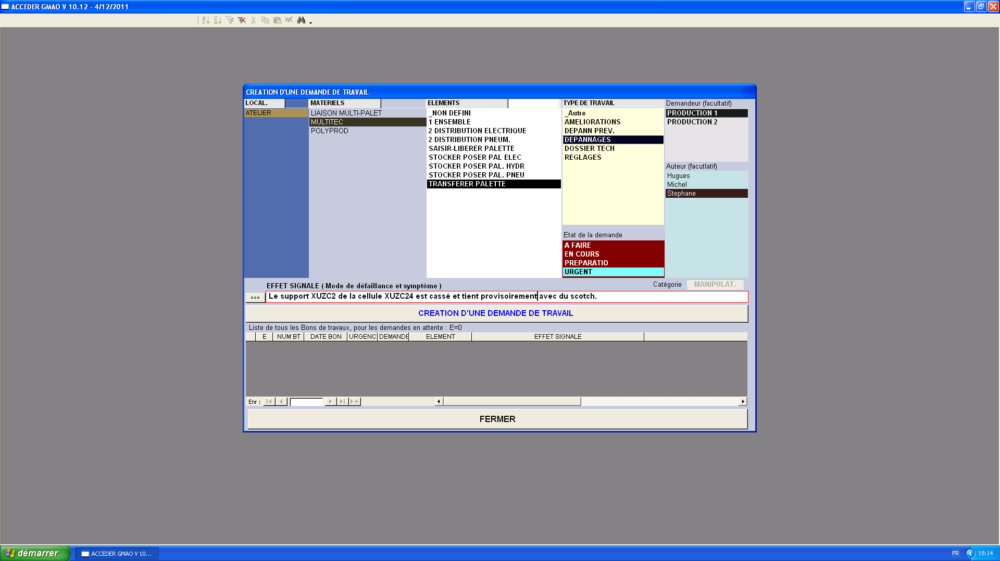 ACCEDER GMAO V 10.12 - 4/12/2011
CREATION D'UNE DEMANDE DE TRAVAIL
LOCAL.
ATELIER
MATERIELS
LIAISON MULTI-PALET
MULTITEC
POLYPROD
ELEMENTS
_NON DEFINI
1 ENSEMBLE
2 DISTRIBUTION ELECTRIQUE
2 DISTRIBUTION PNEUM.
SAISIR-LIBERER PALETTE
STOCKER POSER PAL ELEC
STOCKER POSER PAL. HYDR
STOCKER POSER PAL. PNEU
TRANSFERER PALETTE
TYPE DE TRAVAIL
_Autre
AMELIORATIONS
DEPANN PREV.
DEPANNAGES
DOSSIER TECH
REGLAGES
Etat de la demande
A FAIRE
EN COURS
PREPARATIO
URGENT
Demandeur (facultatif)
PRODUCTION 1
PRODUCTION 2
Auteur (facutlatif)
Hugues
Michel
Stephane
EFFET SIGNALE ( Mode de défaillance et symptôme )
Catégorie MANIPULAT.
Le support XUZC2 de la cellule XUZC24 est cassé et tient provisoirement avec du scotch.
CREATION D'UNE DEMANDE DE TRAVAIL
Liste de tous les Bons de travaux, pour les demandes en attente : E=0
E NUM BT DATE BON URGENC DEMANDE ELEMENT EFFET SIGNALE
Enr :
FERMER
démarrer ACCEDER GMAO V 10... FR 18:14